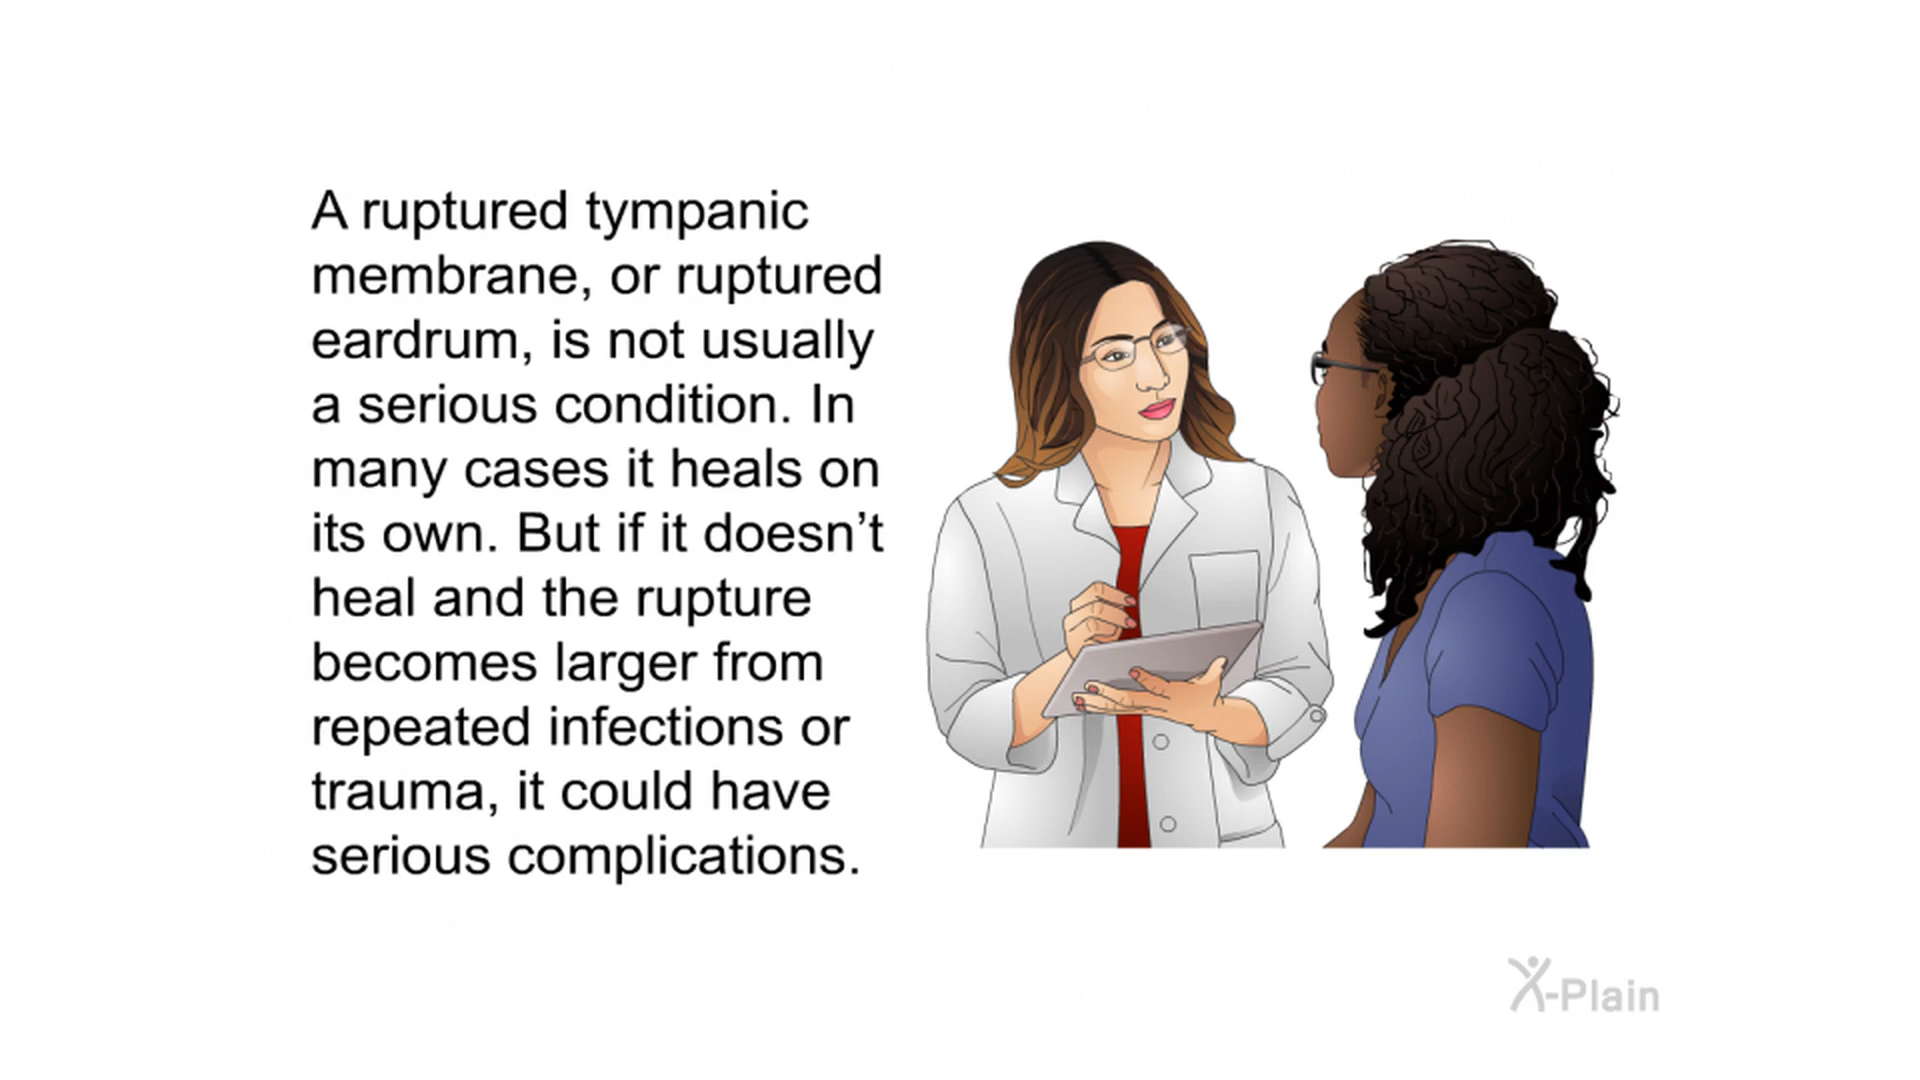 A ruptured tympanic
membrane, or ruptured
eardrum, is not usually
a serious condition. In
many cases it heals on
its own. But if it doesn’t
heal and the rupture
becomes larger from
repeated infections or
trauma, it could have
serious complications.
X-Plain